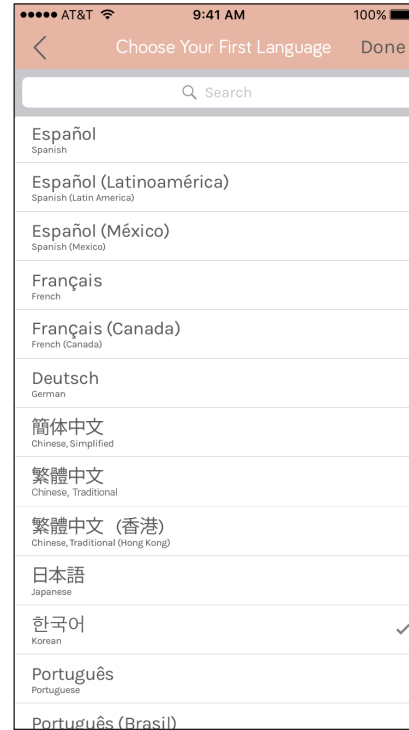 AT&T 9:41 AM 100%
Choose Your First Language Done
Search
Español
Spanish
Español (Latinoamérica)
Spanish (Latin America)
Español (México)
Spanish (Mexico)
Français
French
Français (Canada)
French (Canada)
Deutsch
German
簡体中文
Chinese, Simplified
繁體中文
Chinese, Traditional
繁體中文 (香港)
Chinese, Traditional (Hong Kong)
日本語
Japanese
한국어
Korean
Português
Portuguese
Português (Brasil)